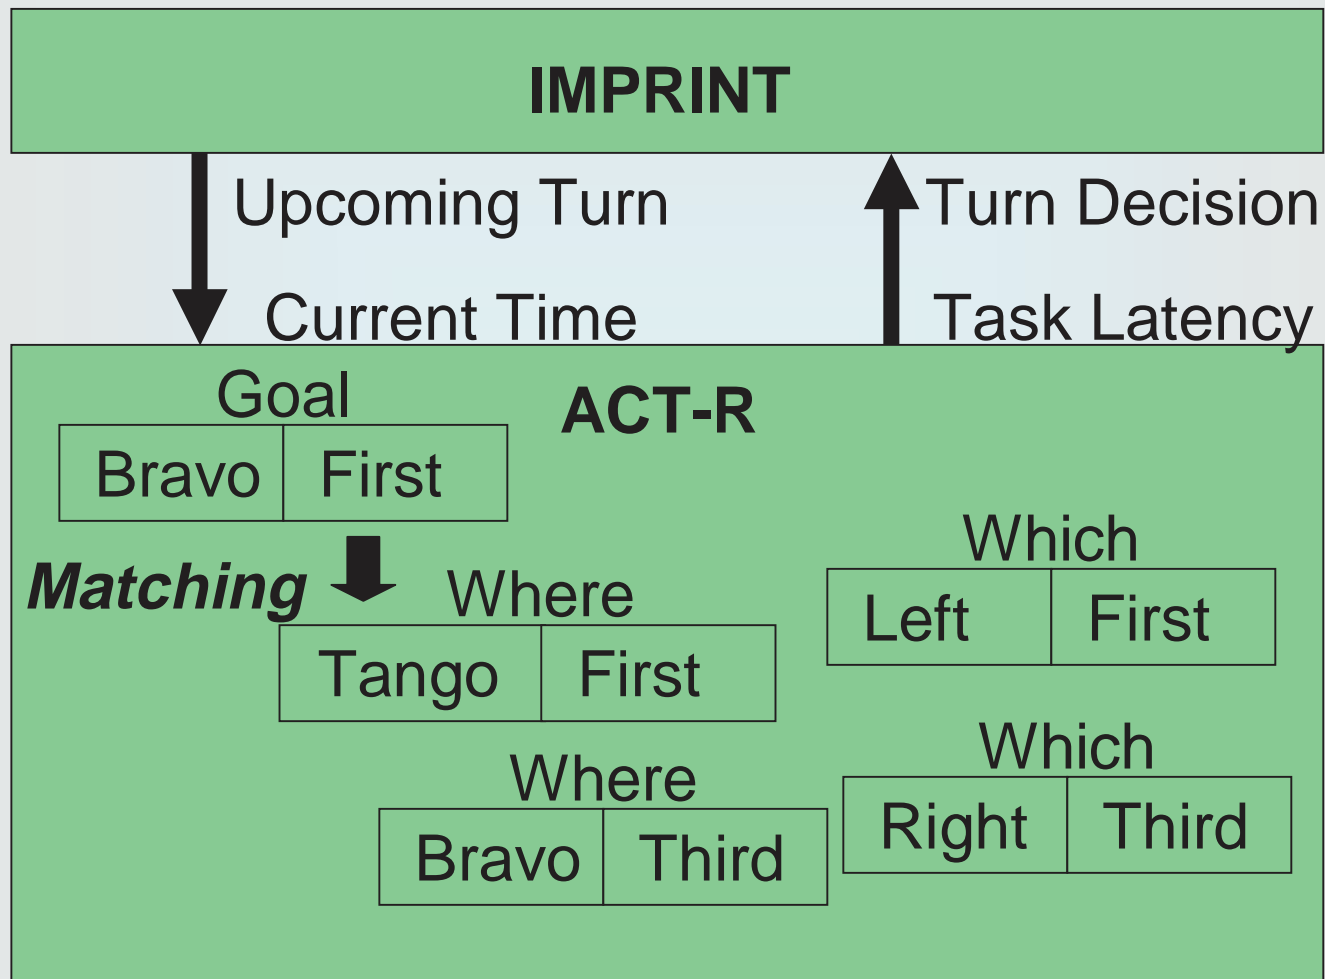 IMPRINT
Upcoming Turn
Turn Decision
Current Time
Task Latency
Goal
ACT-R
Bravo First
Matching
Where
Tango First
Which
Left First
Where
Bravo Third
Which
Right Third